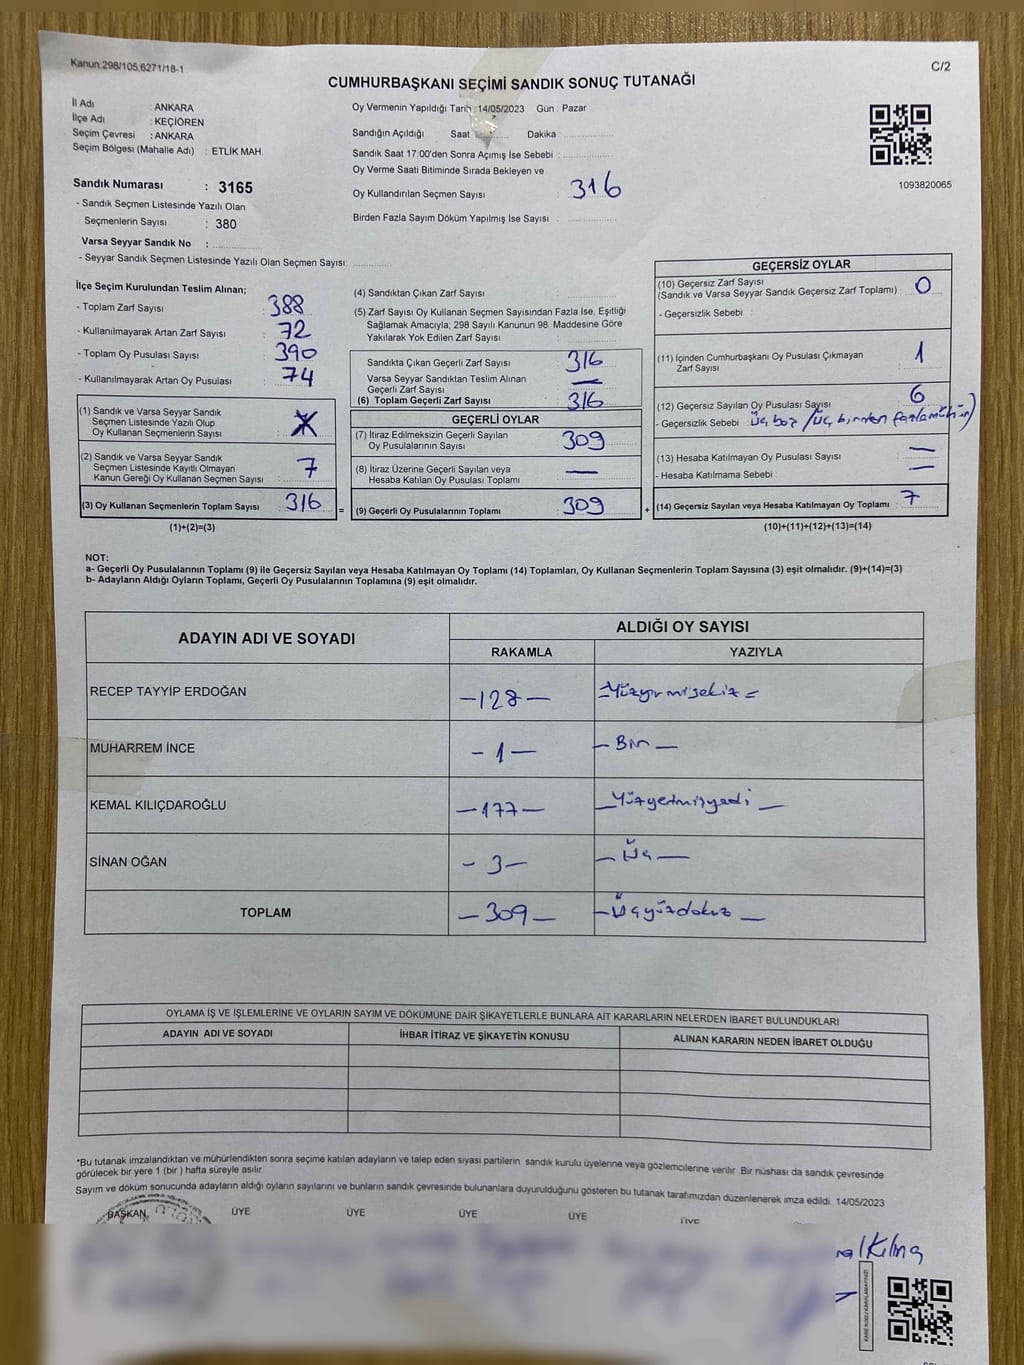 Kanun;298/105,6271/18-1
C/2
CUMHURBAŞKANI SEÇİMİ SANDIK SONUÇ TUTANAĞI
İl Adı : ANKARA
İlçe Adı : KEÇİÖREN
Seçim Çevresi : ANKARA
Seçim Bölgesi (Mahalle Adı) : ETLİK MAH.
Sandık Numarası : 3165
- Sandık Seçmen Listesinde Yazılı Olan
Seçmenlerin Sayısı : 380
Varsa Seyyar Sandık No :
- Seyyar Sandık Seçmen Listesinde Yazılı Olan Seçmen Sayısı:
Oy Vermenin Yapıldığı Tarih :14/05/2023 Gün : Pazar
Sandığın Açıldığı Saat Dakika :
Sandık Saat 17:00'den Sonra Açımış İse Sebebi :
Oy Verme Saati Bitiminde Sırada Bekleyen ve
Oy Kullandırılan Seçmen Sayısı 316
Birden Fazla Sayım Döküm Yapılmış İse Sayısı :
1093820065
İlçe Seçim Kurulundan Teslim Alınan;
- Toplam Zarf Sayısı : 388
- Kullanılmayarak Artan Zarf Sayısı : 72
- Toplam Oy Pusulası Sayısı : 390
- Kullanılmayarak Artan Oy Pusulası : 74
(1) Sandık ve Varsa Seyyar Sandık
Seçmen Listesinde Yazılı Olup
Oy Kullanan Seçmenlerin Sayısı :
(2) Sandık ve Varsa Seyyar Sandık
Seçmen Listesinde Kayıtlı Olmayan
Kanun Gereği Oy Kullanan Seçmen Sayısı : 7
(3) Oy Kullanan Seçmenlerin Toplam Sayısı : 316
(1)+(2)=(3)
(4) Sandıktan Çıkan Zarf Sayısı :
(5) Zarf Sayısı Oy Kullanan Seçmen Sayısından Fazla İse, Eşitliği
Sağlamak Amacıyla; 298 Sayılı Kanunun 98. Maddesine Göre
Yakılarak Yok Edilen Zarf Sayısı :
Sandıkta Çıkan Geçerli Zarf Sayısı : 316
Varsa Seyyar Sandıktan Teslim Alınan
Geçerli Zarf Sayısı : —
(6) Toplam Geçerli Zarf Sayısı : 316
GEÇERLİ OYLAR
(7) İtiraz Edilmeksizin Geçerli Sayılan
Oy Pusulalarının Sayısı : 309
(8) İtiraz Üzerine Geçerli Sayılan veya
Hesaba Katılan Oy Pusulası Toplamı : —
= (9) Geçerli Oy Pusulalarının Toplamı : 309
GEÇERSİZ OYLAR
(10) Geçersiz Zarf Sayısı
(Sandık ve Varsa Seyyar Sandık Geçersiz Zarf Toplamı) : 0
- Geçersizlik Sebebi :
(11) İçinden Cumhurbaşkanı Oy Pusulası Çıkmayan
Zarf Sayısı : 1
(12) Geçersiz Sayılan Oy Pusulası Sayısı : 6
- Geçersizlik Sebebi : Üç boş / Üç birden fazla mühür)
(13) Hesaba Katılmayan Oy Pusulası Sayısı : —
- Hesaba Katılmama Sebebi : —
+ (14) Geçersiz Sayılan veya Hesaba Katılmayan Oy Toplamı : 7
(10)+(11)+(12)+(13)=(14)
NOT:
a- Geçerli Oy Pusulalarının Toplamı (9) ile Geçersiz Sayılan veya Hesaba Katılmayan Oy Toplamı (14) Toplamları, Oy Kullanan Seçmenlerin Toplam Sayısına (3) eşit olmalıdır. (9)+(14)=(3)
b- Adayların Aldığı Oyların Toplamı, Geçerli Oy Pusulalarının Toplamına (9) eşit olmalıdır.
ADAYIN ADI VE SOYADI
ALDIĞI OY SAYISI
RAKAMLA YAZIYLA
RECEP TAYYİP ERDOĞAN —128— =Yüzyirmisekiz=
MUHARREM İNCE —1— —Bir—
KEMAL KILIÇDAROĞLU —177— —Yüzyetmişyedi—
SİNAN OĞAN —3— —Üç—
TOPLAM —309— —Üçyüzdokuz—
OYLAMA İŞ VE İŞLEMLERİNE VE OYLARIN SAYIM VE DÖKÜMÜNE DAİR ŞİKAYETLERLE BUNLARA AİT KARARLARIN NELERDEN İBARET BULUNDUKLARI
ADAYIN ADI VE SOYADI İHBAR İTİRAZ VE ŞİKAYETİN KONUSU ALINAN KARARIN NEDEN İBARET OLDUĞU
*Bu tutanak imzalandıktan ve mühürlendikten sonra seçime katılan adayların ve talep eden siyasi partilerin sandık kurulu üyelerine veya gözlemcilerine verilir. Bir nüshası da sandık çevresinde
görülecek bir yere 1 (bir ) hafta süreyle asılır.
Sayım ve döküm sonucunda adayların aldığı oyların sayılarını ve bunların sandık çevresinde bulunanlara duyurulduğunu gösteren bu tutanak tarafımızdan düzenlenerek imza edildi. 14/05/2023
BAŞKAN ÜYE ÜYE ÜYE ÜYE ÜYE